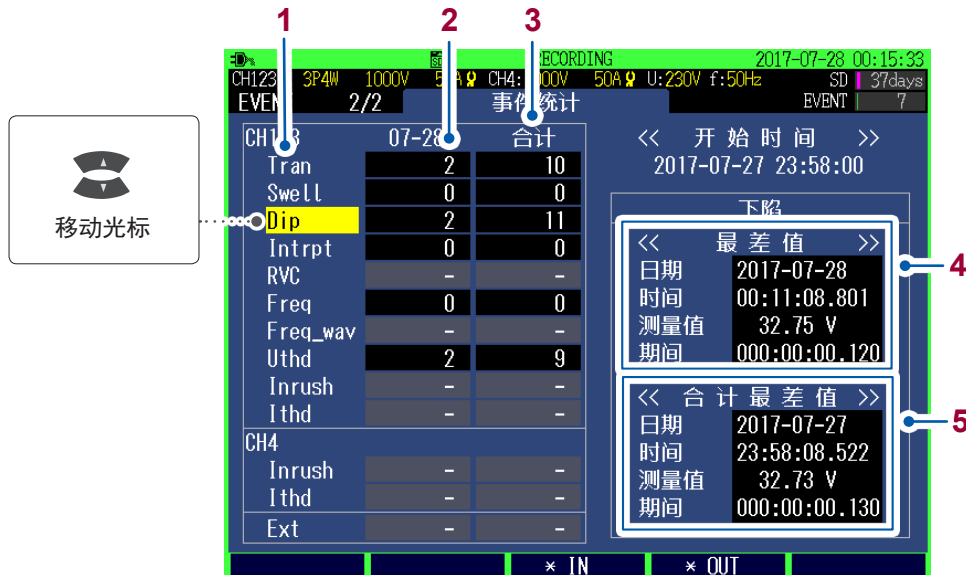 1 2 3
RECORDING 2017-07-28 00:15:33
CH123 3P4W 1000V 50A CH4: 1000V 50A U:230V f:50Hz SD 37days
EVENT 2/2 事件统计 EVENT 7
CH123 07-28 合计
Tran 2 10
Swell 0 0
Dip 2 11
Intrpt 0 0
RVC - -
Freq 0 0
Freq_wav - -
Uthd 2 9
Inrush - -
Ithd - -
CH4
Inrush - -
Ithd - -
Ext - -
移动光标
<< 开始时间 >>
2017-07-27 23:58:00
下陷
<< 最差值 >>
日期 2017-07-28
时间 00:11:08.801
测量值 32.75 V
期间 000:00:00.120
4
<< 合计最差值 >>
日期 2017-07-27
时间 23:58:08.522
测量值 32.73 V
期间 000:00:00.130
5
* IN * OUT